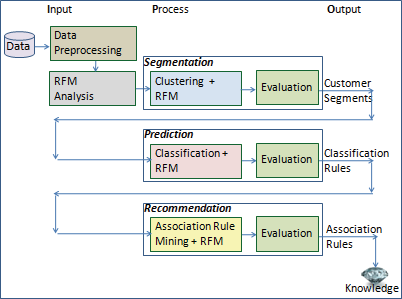 Input Process Output
Data
Data
Preprocessing
RFM
Analysis
Segmentation
Clustering +
RFM
Evaluation
Customer
Segments
Prediction
Classification +
RFM
Evaluation
Classification
Rules
Recommendation
Association Rule
Mining + RFM
Evaluation
Association
Rules
Knowledge